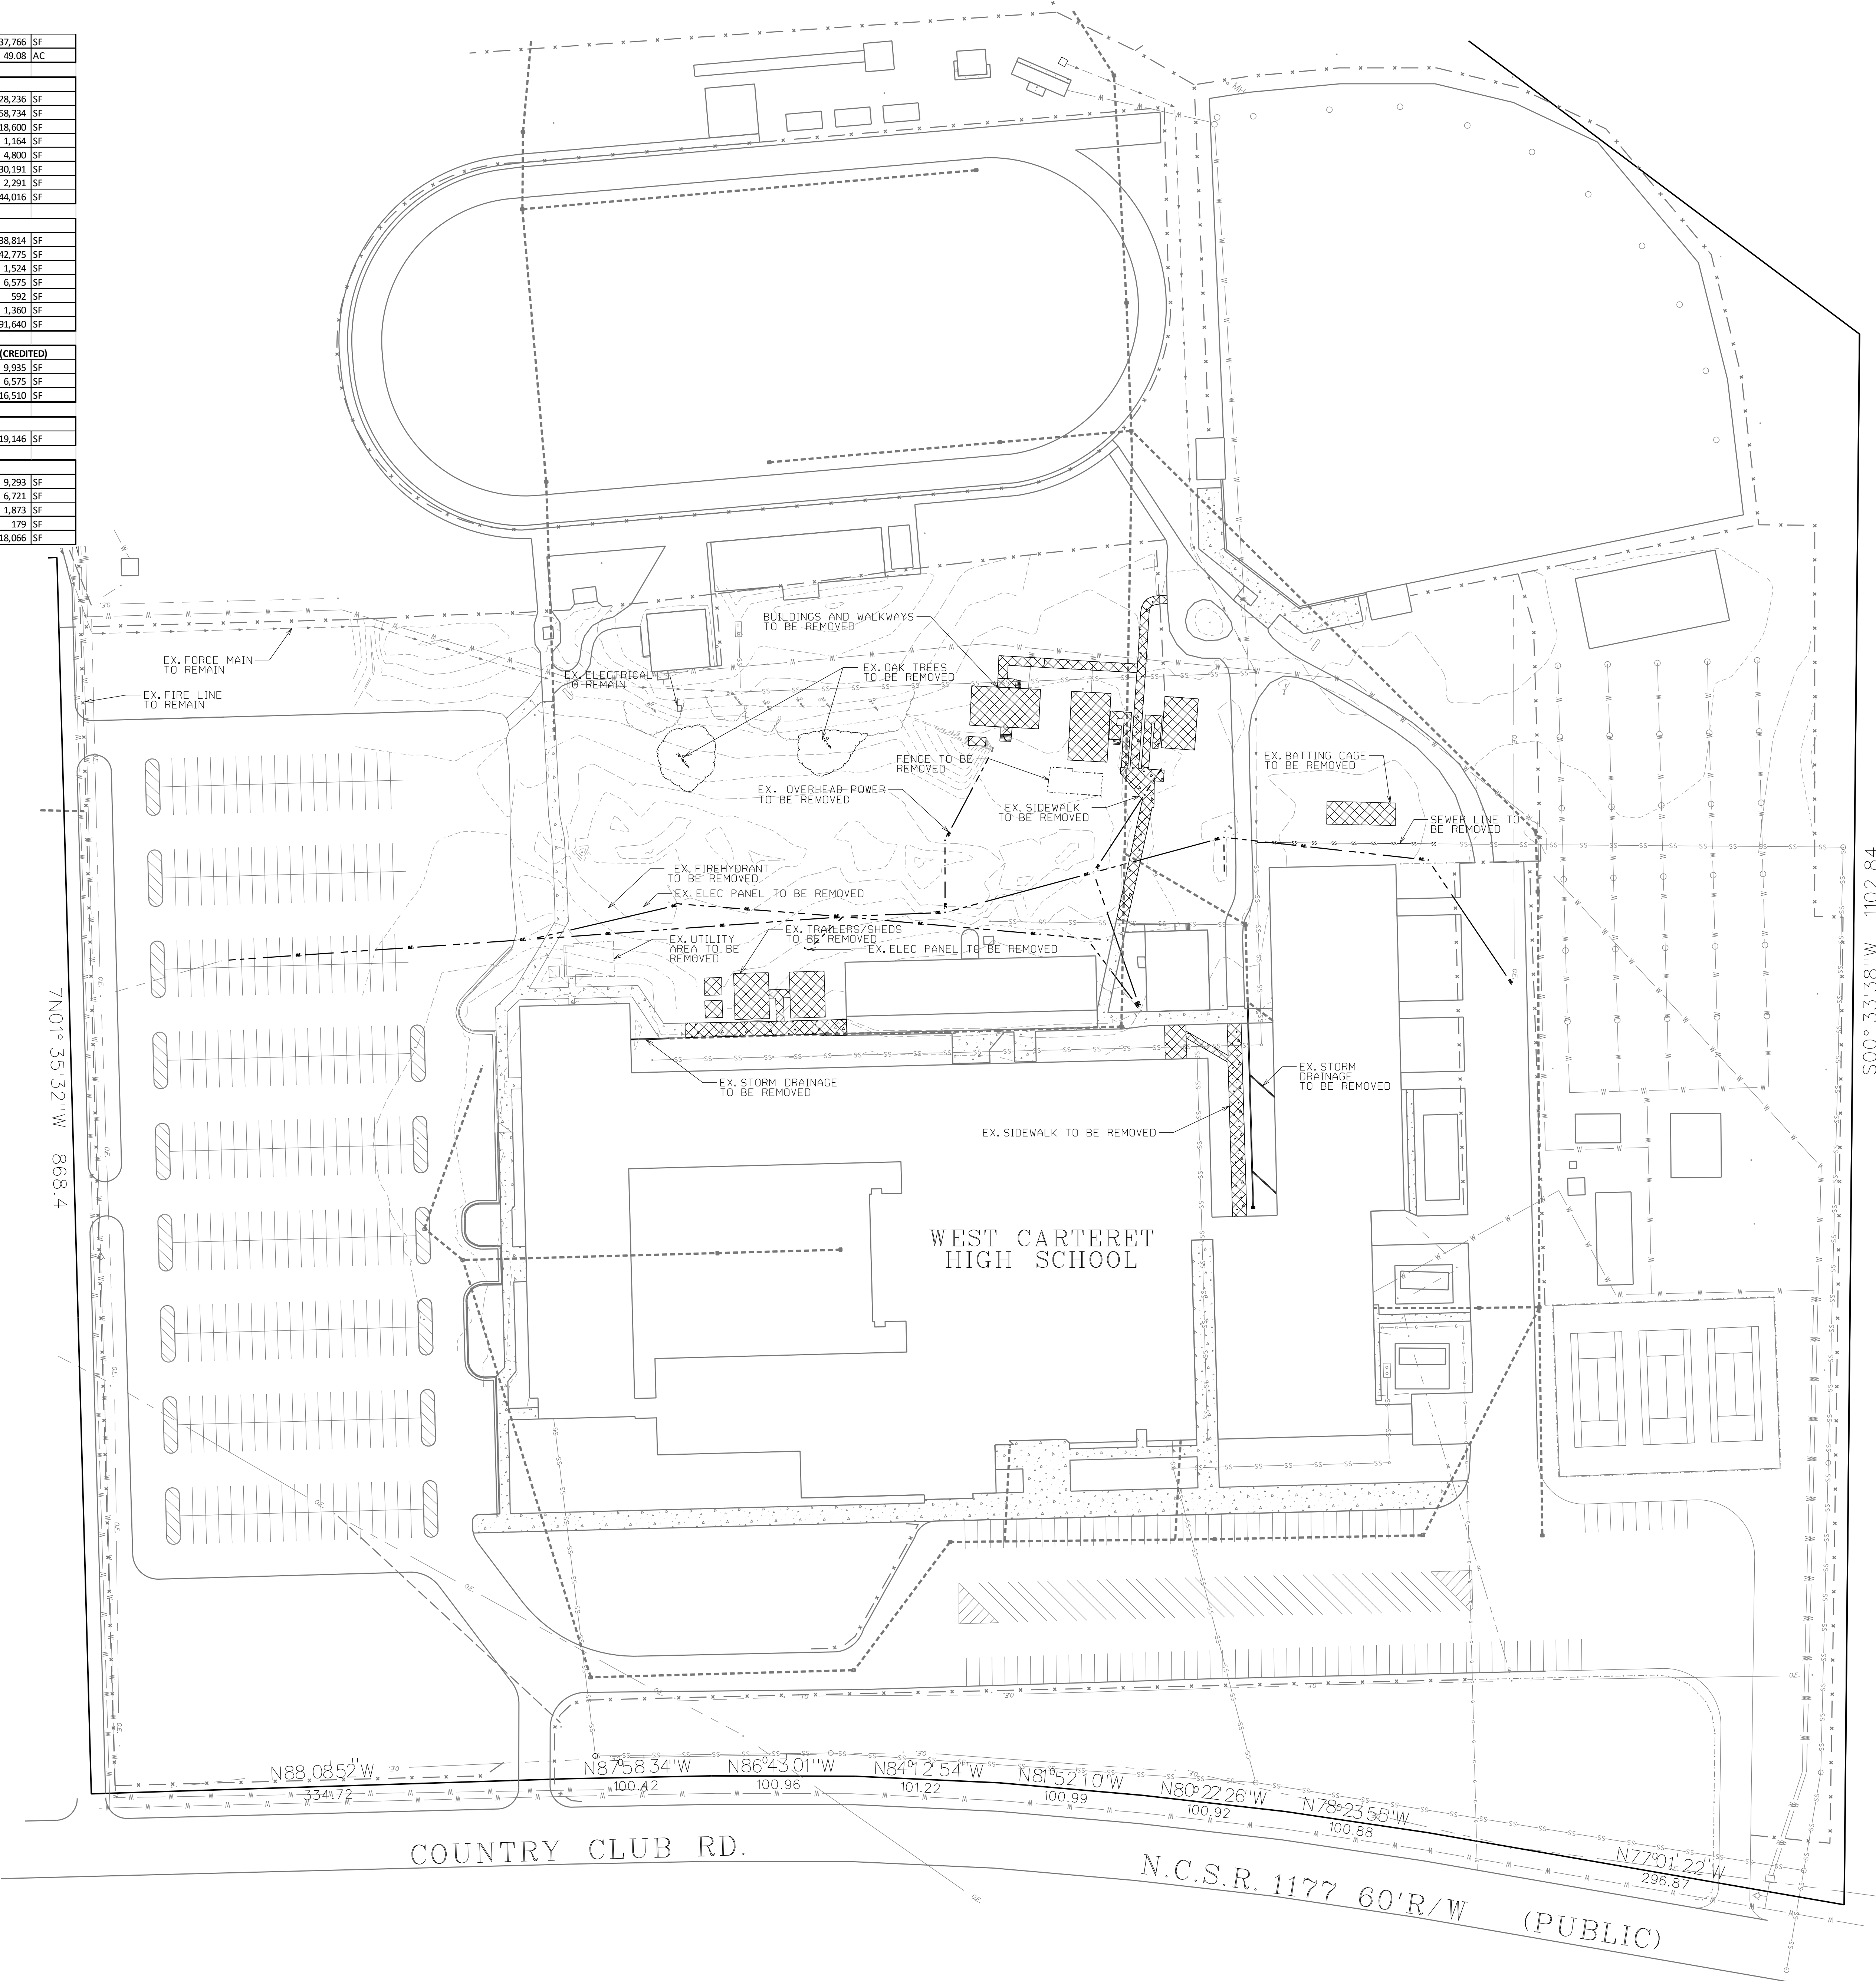 37,766 SF
49.08 AC
28,236 SF
58,734 SF
18,600 SF
1,164 SF
4,800 SF
30,191 SF
2,291 SF
44,016 SF
38,814 SF
42,775 SF
1,524 SF
6,575 SF
592 SF
1,360 SF
91,640 SF
(CREDITED)
9,935 SF
6,575 SF
16,510 SF
19,146 SF
9,293 SF
6,721 SF
1,873 SF
179 SF
18,066 SF
MH
BUILDINGS AND WALKWAYS
TO BE REMOVED
EX. FORCE MAIN
TO REMAIN
EX. FIRE LINE
TO REMAIN
EX. ELECTRICAL
TO REMAIN
EX. OAK TREES
TO BE REMOVED
FENCE TO BE
REMOVED
EX. BATTING CAGE
TO BE REMOVED
EX. OVERHEAD POWER
TO BE REMOVED
EX. SIDEWALK
TO BE REMOVED
SEWER LINE TO
BE REMOVED
EX. FIREHYDRANT
TO BE REMOVED
EX. ELEC PANEL TO BE REMOVED
EX. UTILITY
AREA TO BE
REMOVED
EX. TRAILERS/SHEDS
TO BE REMOVED
EX. ELEC PANEL TO BE REMOVED
EX. STORM DRAINAGE
TO BE REMOVED
EX. STORM
DRAINAGE
TO BE REMOVED
EX. SIDEWALK TO BE REMOVED
7N01° 35'32''W 868.4
S00° 33'38''W 1102.84
WEST CARTERET
HIGH SCHOOL
N88 08'52''W
334.72
N87°58'34''W
100.42
N86°43'01''W
100.96
N84°12'54''W
101.22
N81°52'10''W
100.99
N80°22'26''W
100.92
N78°23'55''W
100.88
N77°01'22''W
296.87
COUNTRY CLUB RD.
N.C.S.R. 1177 60'R/W (PUBLIC)